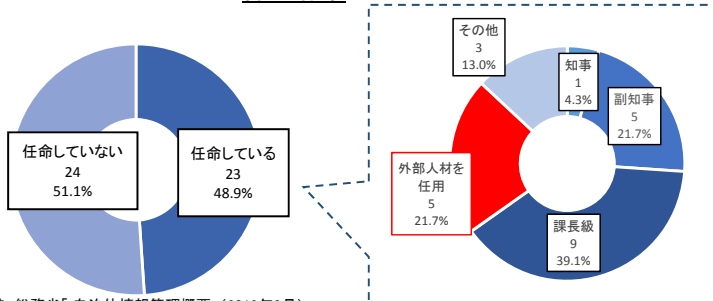 任命していない
24
51.1%
任命している
23
48.9%
その他
3
13.0%
知事
1
4.3%
副知事
5
21.7%
外部人材を
任用
5
21.7%
課長級
9
39.1%